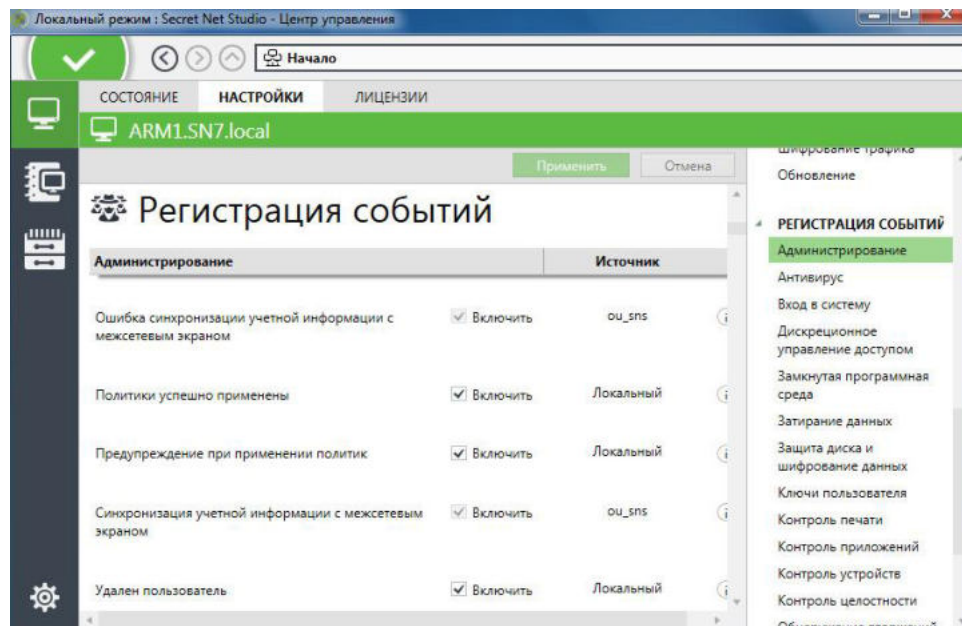 Локальный режим : Secret Net Studio - Центр управления
Начало
СОСТОЯНИЕ НАСТРОЙКИ ЛИЦЕНЗИИ
ARM1.SN7.local
Применить Отмена
Регистрация событий
Администрирование Источник
Ошибка синхронизации учетной информации с
межсетевым экраном
Включить ou_sns
Политики успешно применены Включить Локальный
Предупреждение при применении политик Включить Локальный
Синхронизация учетной информации с межсетевым
экраном
Включить ou_sns
Удален пользователь Включить Локальный
шифрование трафика
Обновление
РЕГИСТРАЦИЯ СОБЫТИЙ
Администрирование
Антивирус
Вход в систему
Дискреционное
управление доступом
Замкнутая программная
среда
Затирание данных
Защита диска и
шифрование данных
Ключи пользователя
Контроль печати
Контроль приложений
Контроль устройств
Контроль целостности